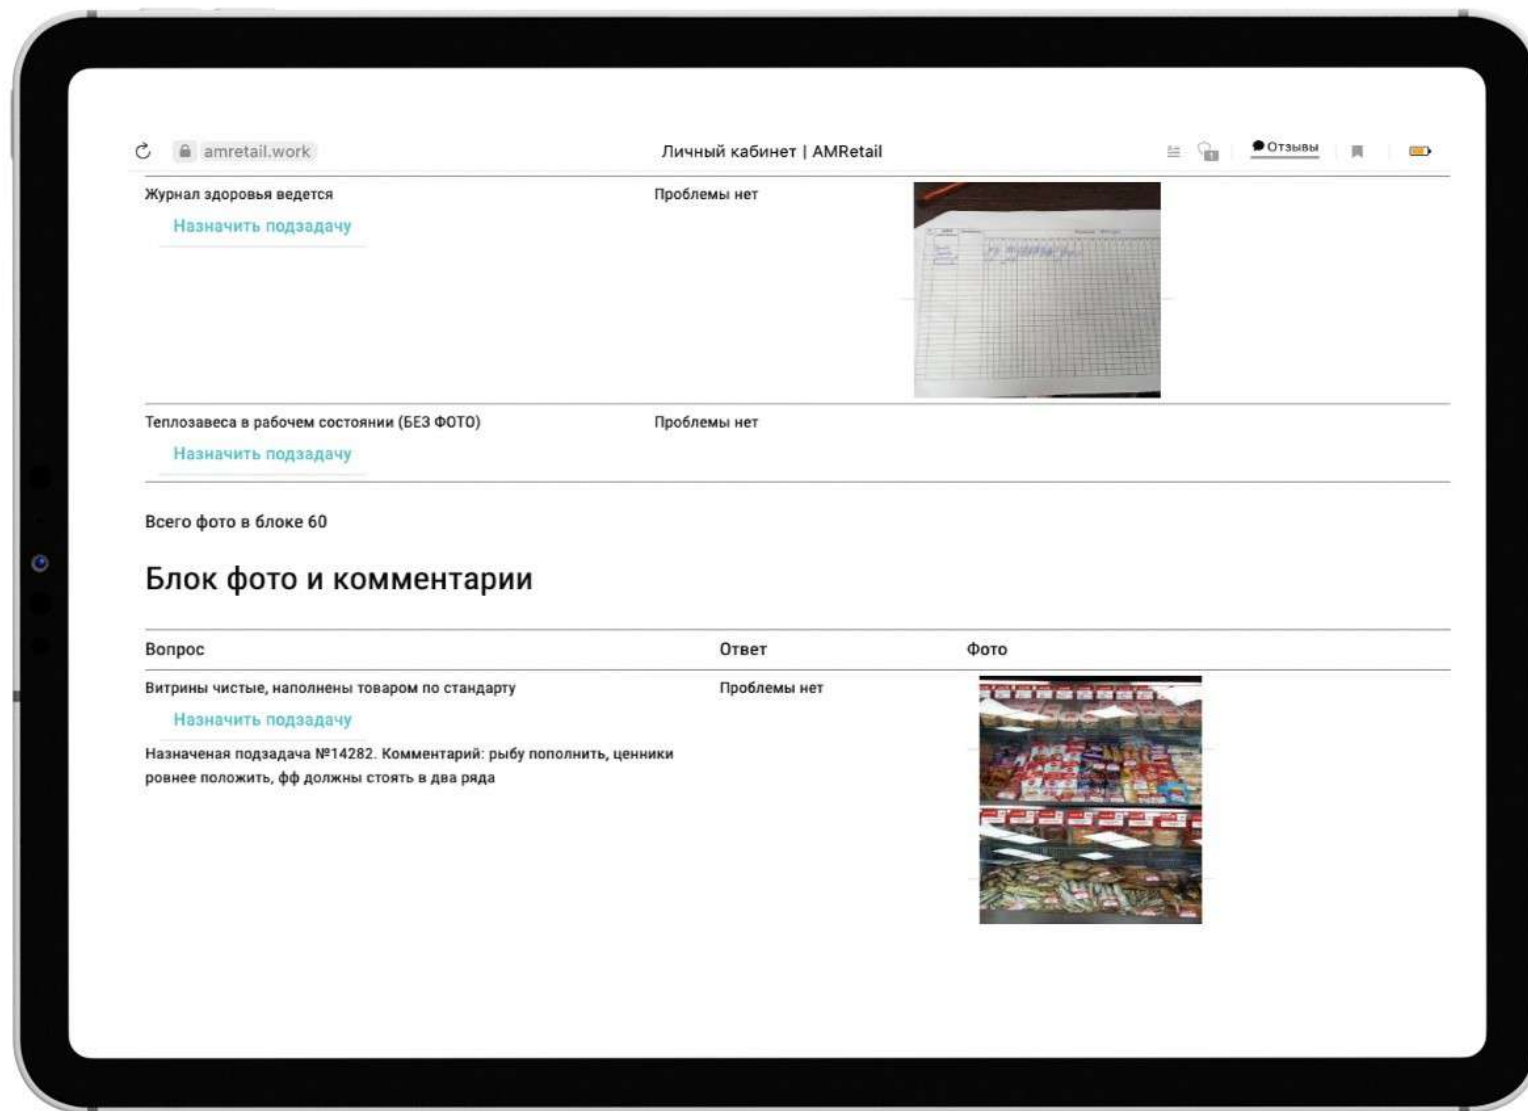 amretail.work
Личный кабинет | AMRetail
Отзывы
Журнал здоровья ведется
Проблемы нет
Назначить подзадачу
Теплозавеса в рабочем состоянии (БЕЗ ФОТО)
Проблемы нет
Назначить подзадачу
Всего фото в блоке 60
Блок фото и комментарии
Вопрос
Ответ
Фото
Витрины чистые, наполнены товаром по стандарту
Проблемы нет
Назначить подзадачу
Назначеная подзадача №14282. Комментарий: рыбу пополнить, ценники
ровнее положить, фф должны стоять в два ряда